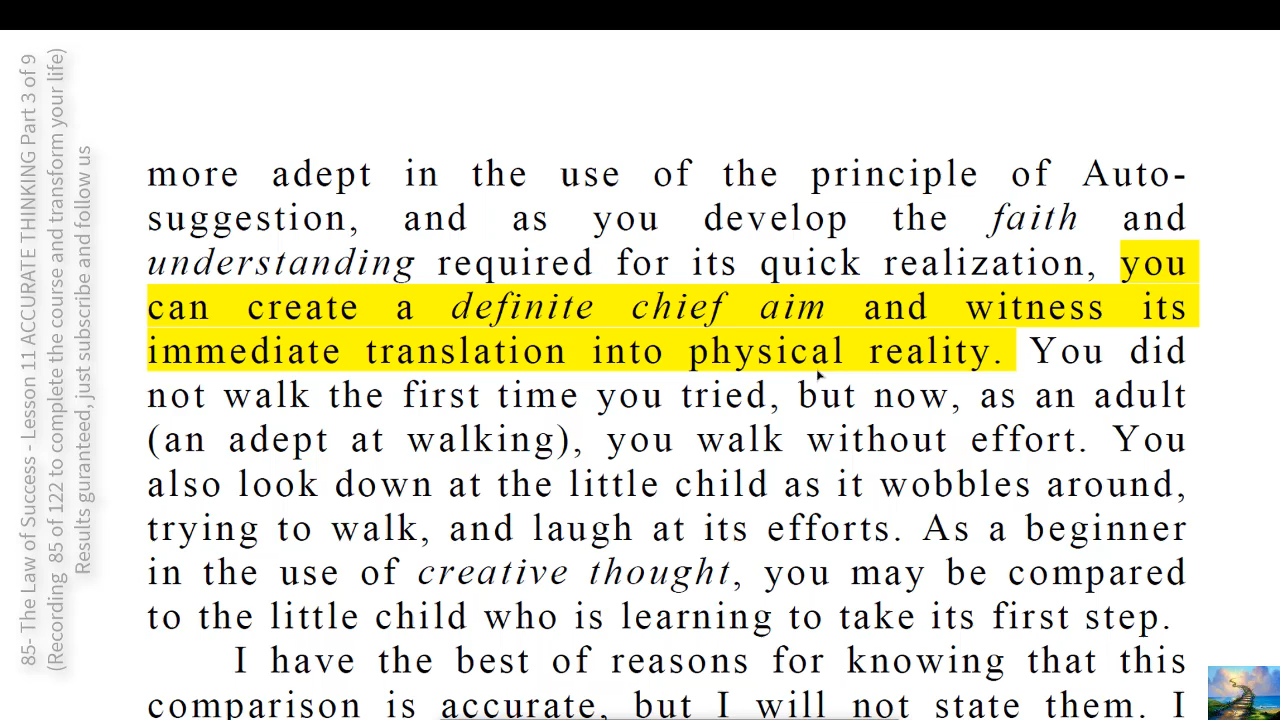 85- The Law of Success - Lesson 11 ACCURATE THINKING Part 3 of 9
(Recording 85 of 122 to complete the course and transform your life)
Results guranteed, just subscribe and follow us
more adept in the use of the principle of Auto-
suggestion, and as you develop the faith and
understanding required for its quick realization, you
can create a definite chief aim and witness its
immediate translation into physical reality. You did
not walk the first time you tried, but now, as an adult
(an adept at walking), you walk without effort. You
also look down at the little child as it wobbles around,
trying to walk, and laugh at its efforts. As a beginner
in the use of creative thought, you may be compared
to the little child who is learning to take its first step.
I have the best of reasons for knowing that this
comparison is accurate, but I will not state them. I